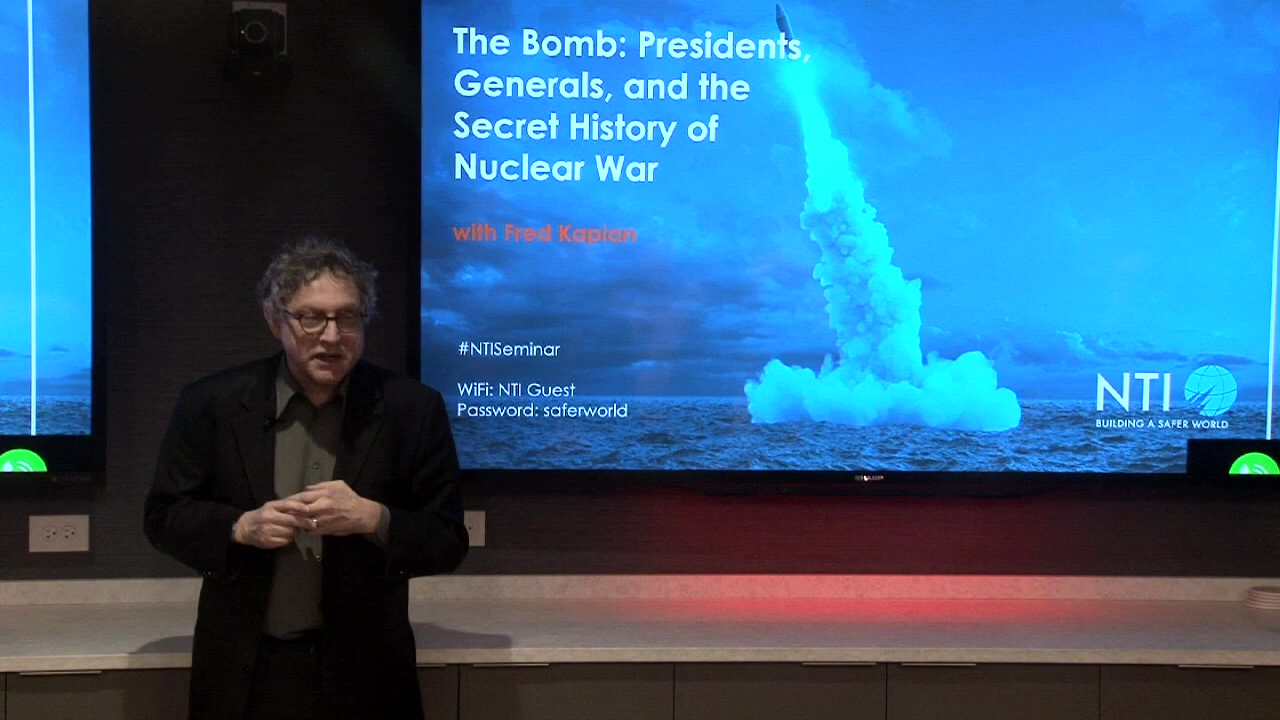 The Bomb: Presidents,
Generals, and the
Secret History of
Nuclear War
with Fred Kaplan
#NTISeminar
WiFi: NTI Guest
Password: saferworld
NTI
BUILDING A SAFER WORLD